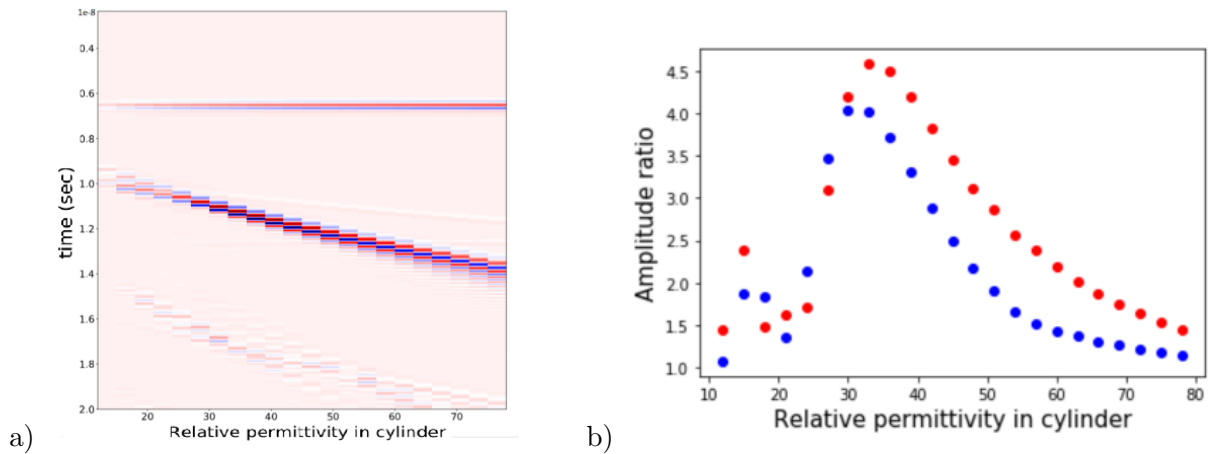 1e-8
0.4
0.6
0.8
1.0
1.2
1.4
1.6
1.8
2.0
time (sec)
20 30 40 50 60 70
Relative permittivity in cylinder
a)
4.5
4.0
3.5
3.0
2.5
2.0
1.5
1.0
Amplitude ratio
10 20 30 40 50 60 70 80
Relative permittivity in cylinder
b)